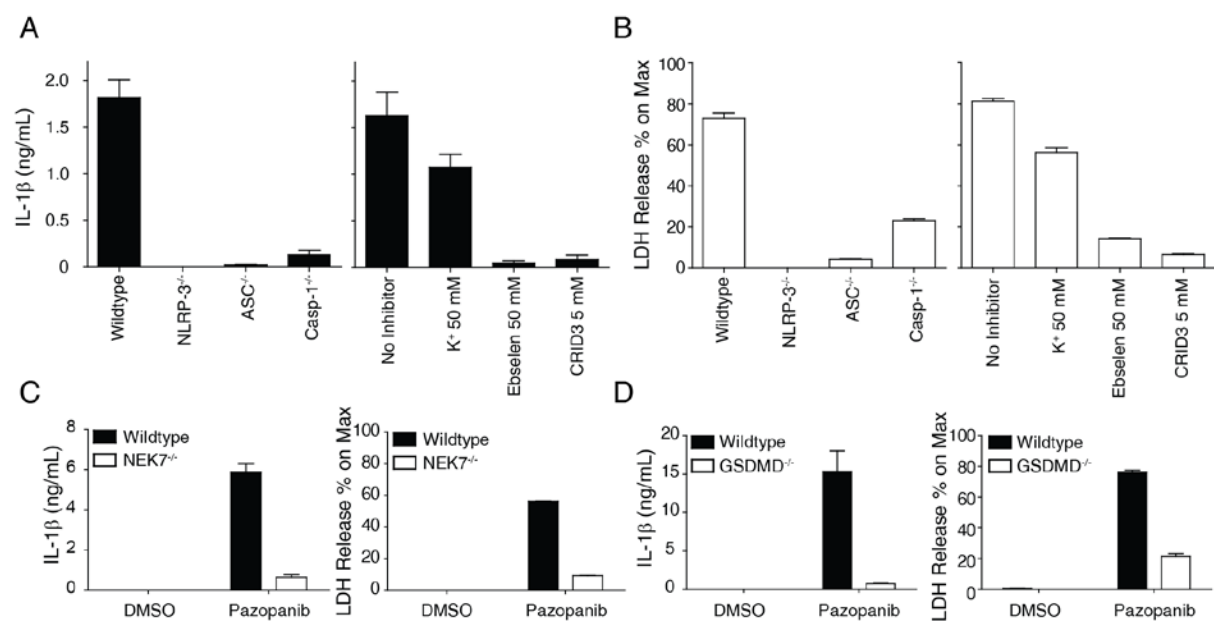 A
IL-1β (ng/mL)
2.0
1.5
1.0
0.5
0
Wildtype
NLRP-3-/-
ASC-/-
Casp-1-/-
No Inhibitor
K+ 50 mM
Ebselen 50 mM
CRID3 5 mM
B
LDH Release % on Max
100
80
60
40
20
0
Wildtype
NLRP-3-/-
ASC-/-
Casp-1-/-
No Inhibitor
K+ 50 mM
Ebselen 50 mM
CRID3 5 mM
C
IL-1β (ng/mL)
8
6
4
2
0
Wildtype
NEK7-/-
DMSO
Pazopanib
LDH Release % on Max
100
80
60
40
20
0
Wildtype
NEK7-/-
DMSO
Pazopanib
D
IL-1β (ng/mL)
20
15
10
5
0
Wildtype
GSDMD-/-
DMSO
Pazopanib
LDH Release % on Max
100
80
60
40
20
0
Wildtype
GSDMD-/-
DMSO
Pazopanib